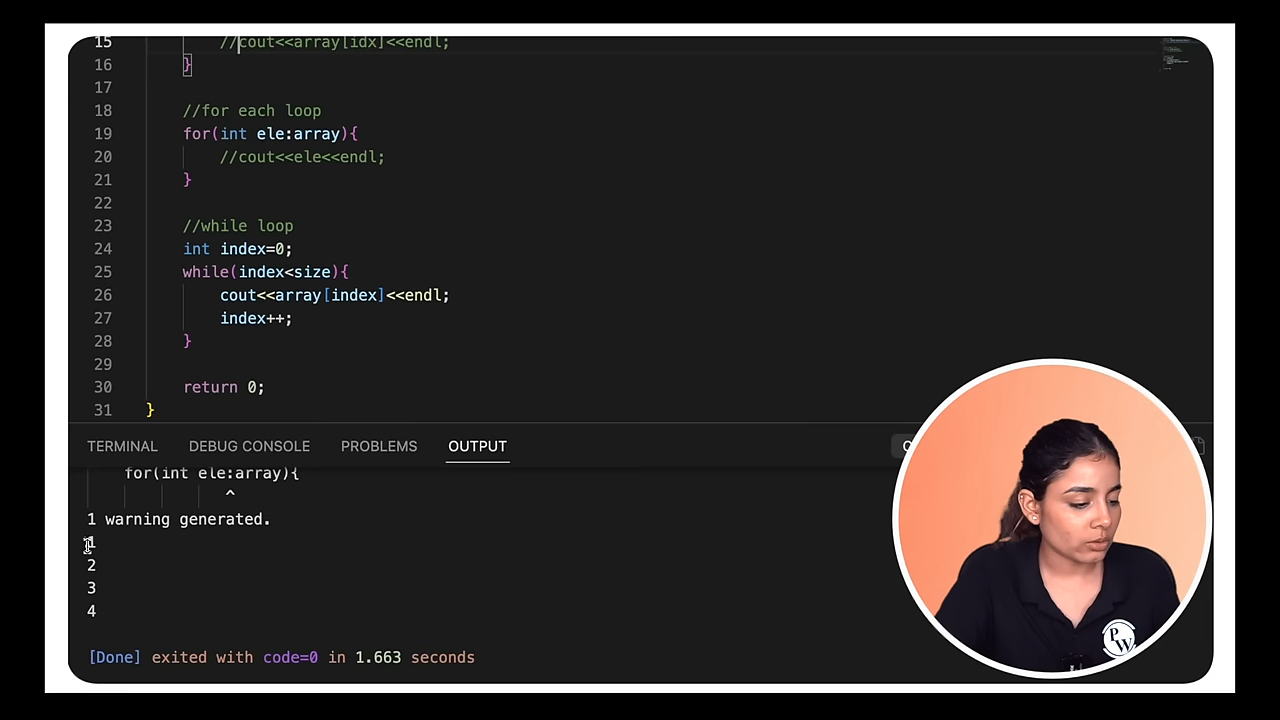 15 //cout<<array[idx]<<endl;
16 }
17
18 //for each loop
19 for(int ele:array){
20 //cout<<ele<<endl;
21 }
22
23 //while loop
24 int index=0;
25 while(index<size){
26 cout<<array[index]<<endl;
27 index++;
28 }
29
30 return 0;
31 }
TERMINAL DEBUG CONSOLE PROBLEMS OUTPUT
for(int ele:array){
^
1 warning generated.
1
2
3
4
[Done] exited with code=0 in 1.663 seconds
PW